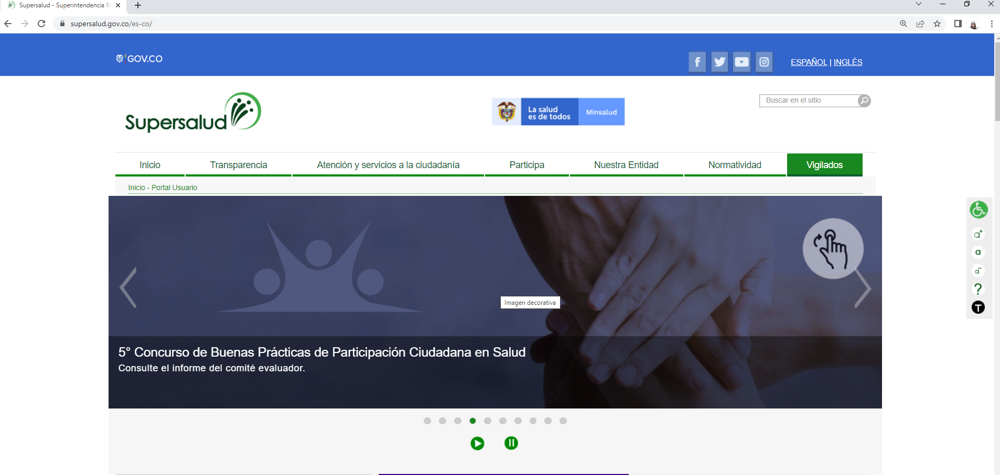 Supersalud - Superintendencia N
supersalud.gov.co/es-co/
GOV.CO
ESPAÑOL | INGLÉS
Supersalud
La salud
es de todos
Minsalud
Buscar en el sitio
Inicio
Transparencia
Atención y servicios a la ciudadanía
Participa
Nuestra Entidad
Normatividad
Vigilados
Inicio - Portal Usuario
a+
a
a-
?
T
Imagen decorativa
5° Concurso de Buenas Prácticas de Participación Ciudadana en Salud
Consulte el informe del comité evaluador.